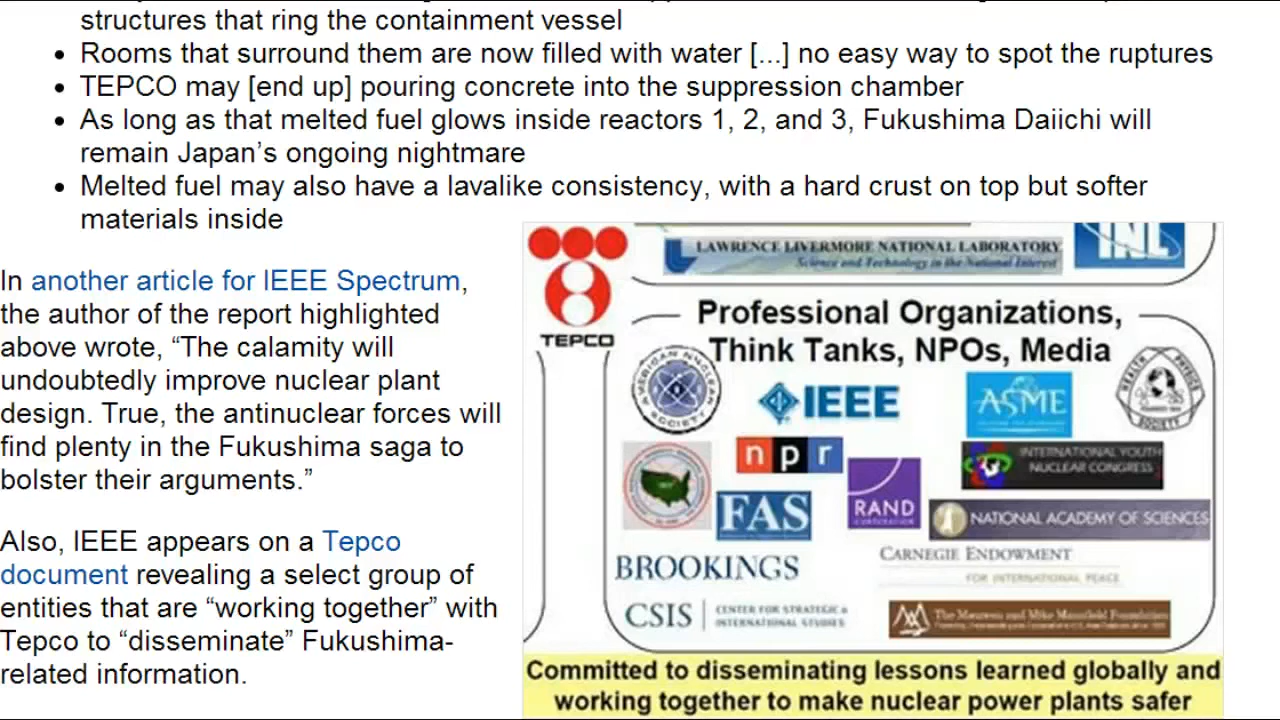 structures that ring the containment vessel
• Rooms that surround them are now filled with water [...] no easy way to spot the ruptures
• TEPCO may [end up] pouring concrete into the suppression chamber
• As long as that melted fuel glows inside reactors 1, 2, and 3, Fukushima Daiichi will
remain Japan’s ongoing nightmare
• Melted fuel may also have a lavalike consistency, with a hard crust on top but softer
materials inside
In another article for IEEE Spectrum,
the author of the report highlighted
above wrote, “The calamity will
undoubtedly improve nuclear plant
design. True, the antinuclear forces will
find plenty in the Fukushima saga to
bolster their arguments.”
Also, IEEE appears on a Tepco
document revealing a select group of
entities that are “working together” with
Tepco to “disseminate” Fukushima-
related information.
TEPCO
LAWRENCE LIVERMORE NATIONAL LABORATORY
Science and Technology in the National Interest
INL
Professional Organizations,
Think Tanks, NPOs, Media
AMERICAN NUCLEAR SOCIETY
IEEE
ASME
HEALTH PHYSICS SOCIETY
npr
INTERNATIONAL YOUTH
NUCLEAR CONGRESS
FAS
RAND
CORPORATION
NATIONAL ACADEMY OF SCIENCES
BROOKINGS
CARNEGIE ENDOWMENT
FOR INTERNATIONAL PEACE
CSIS
CENTER FOR STRATEGIC &
INTERNATIONAL STUDIES
The Maureen and Mike Mansfield Foundation
Committed to disseminating lessons learned globally and
working together to make nuclear power plants safer